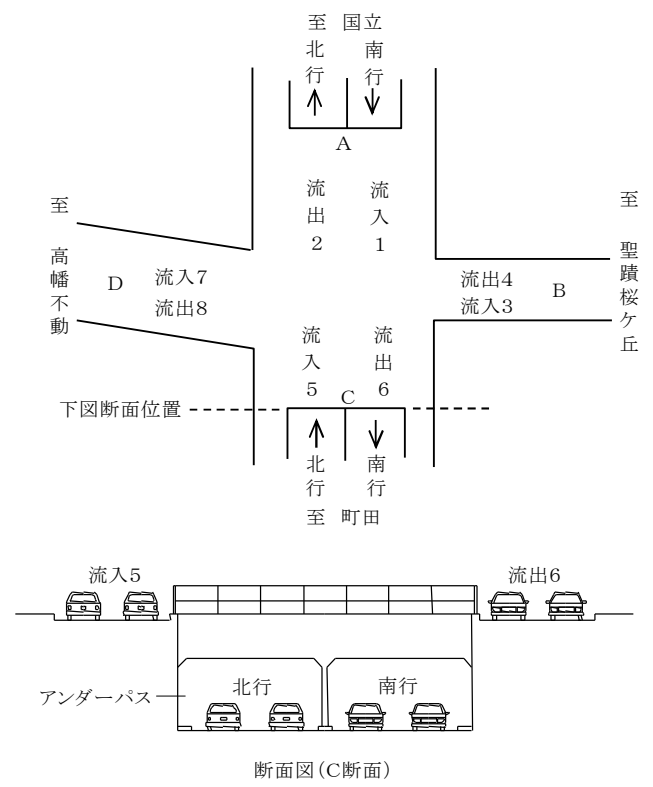 至 国立
北行
南行
A
流出2
流入1
至 高幡不動
D
流入7
流出8
流出4
流入3
B
至 聖蹟桜ケ丘
流入5
流出6
C
下図断面位置
北行
南行
至 町田
流入5
流出6
アンダーパス
北行
南行
断面図(C断面)